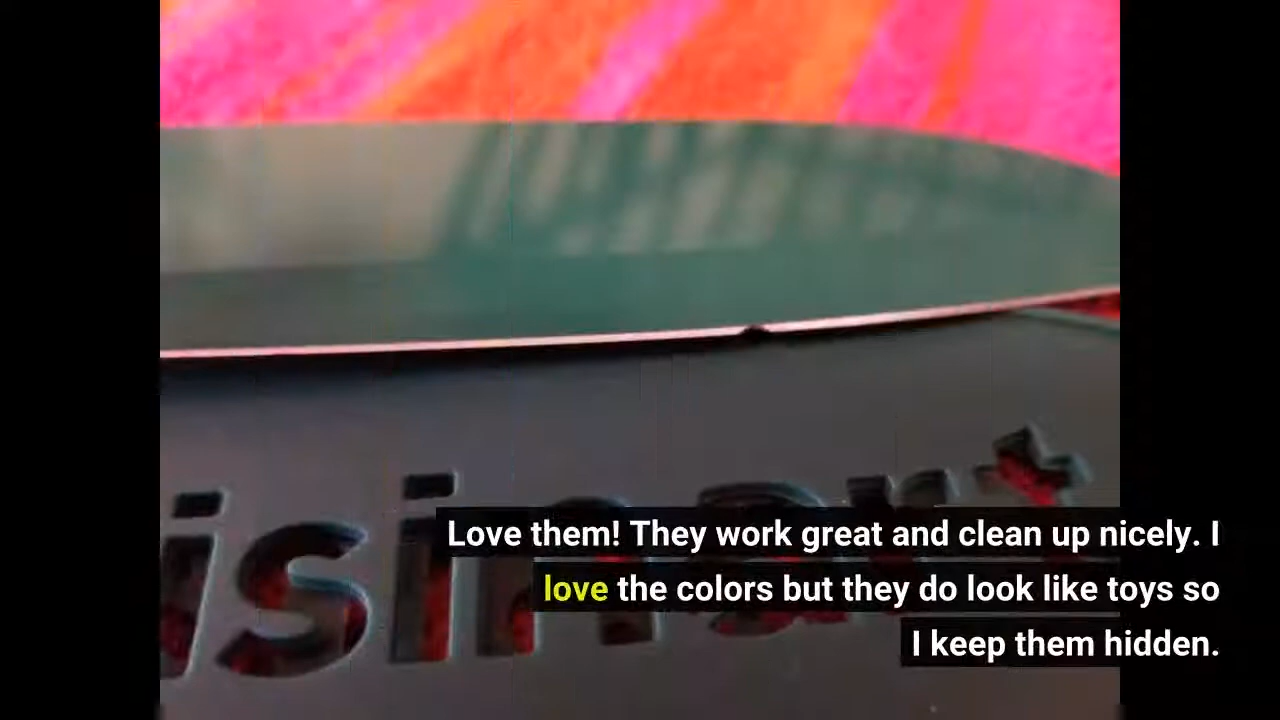 isinart
Love them! They work great and clean up nicely. I
love the colors but they do look like toys so
I keep them hidden.